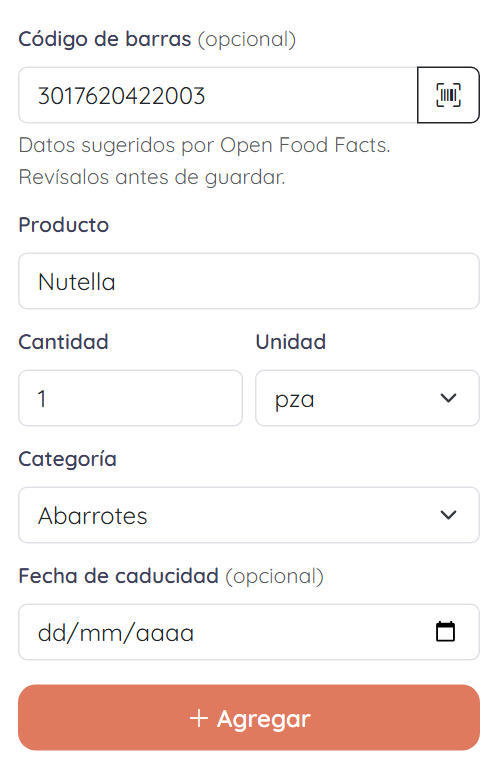 Código de barras (opcional)
3017620422003
Datos sugeridos por Open Food Facts.
Revísalos antes de guardar.
Producto
Nutella
Cantidad Unidad
1 pza
Categoría
Abarrotes
Fecha de caducidad (opcional)
dd/mm/aaaa
+ Agregar